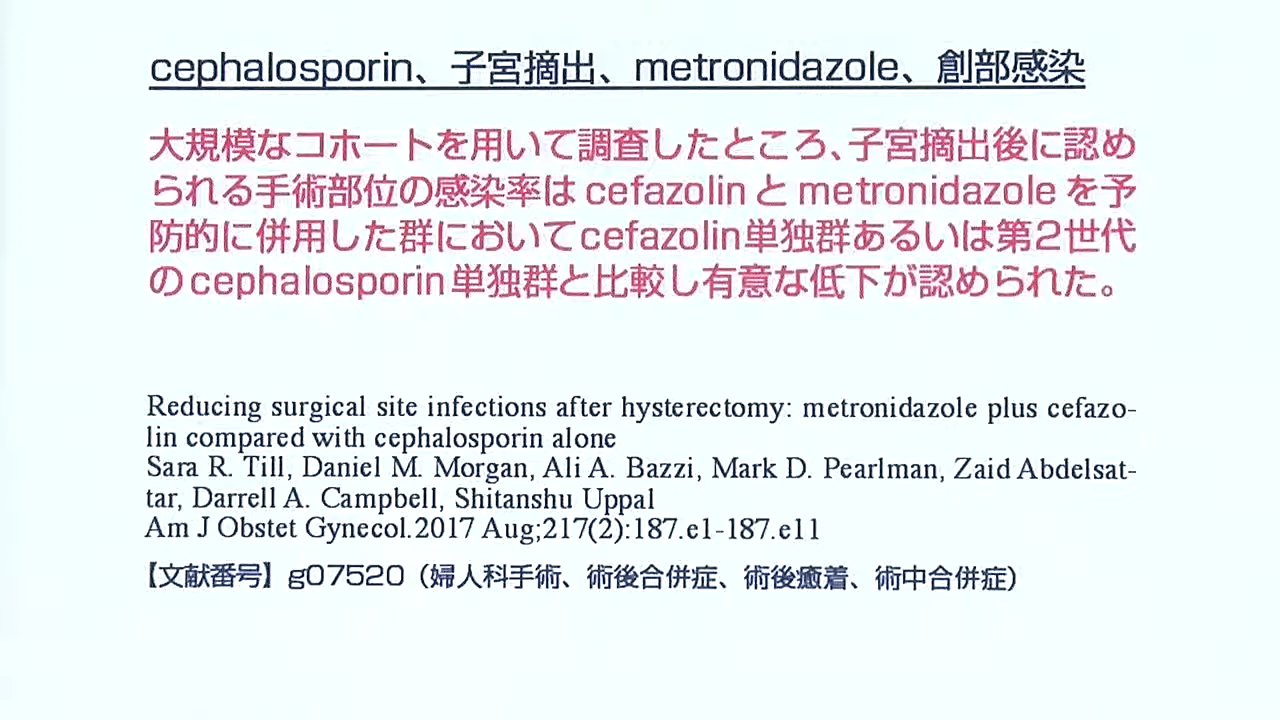 cephalosporin、子宮摘出、metronidazole、創部感染
大規模なコホートを用いて調査したところ、子宮摘出後に認め
られる手術部位の感染率は cefazolin と metronidazole を予
防的に併用した群においてcefazolin単独群あるいは第2世代
のcephalosporin単独群と比較し有意な低下が認められた。
Reducing surgical site infections after hysterectomy: metronidazole plus cefazo-
lin compared with cephalosporin alone
Sara R. Till, Daniel M. Morgan, Ali A. Bazzi, Mark D. Pearlman, Zaid Abdelsat-
tar, Darrell A. Campbell, Shitanshu Uppal
Am J Obstet Gynecol.2017 Aug;217(2):187.e1-187.e11
【文献番号】g07520（婦人科手術、術後合併症、術後癒着、術中合併症）